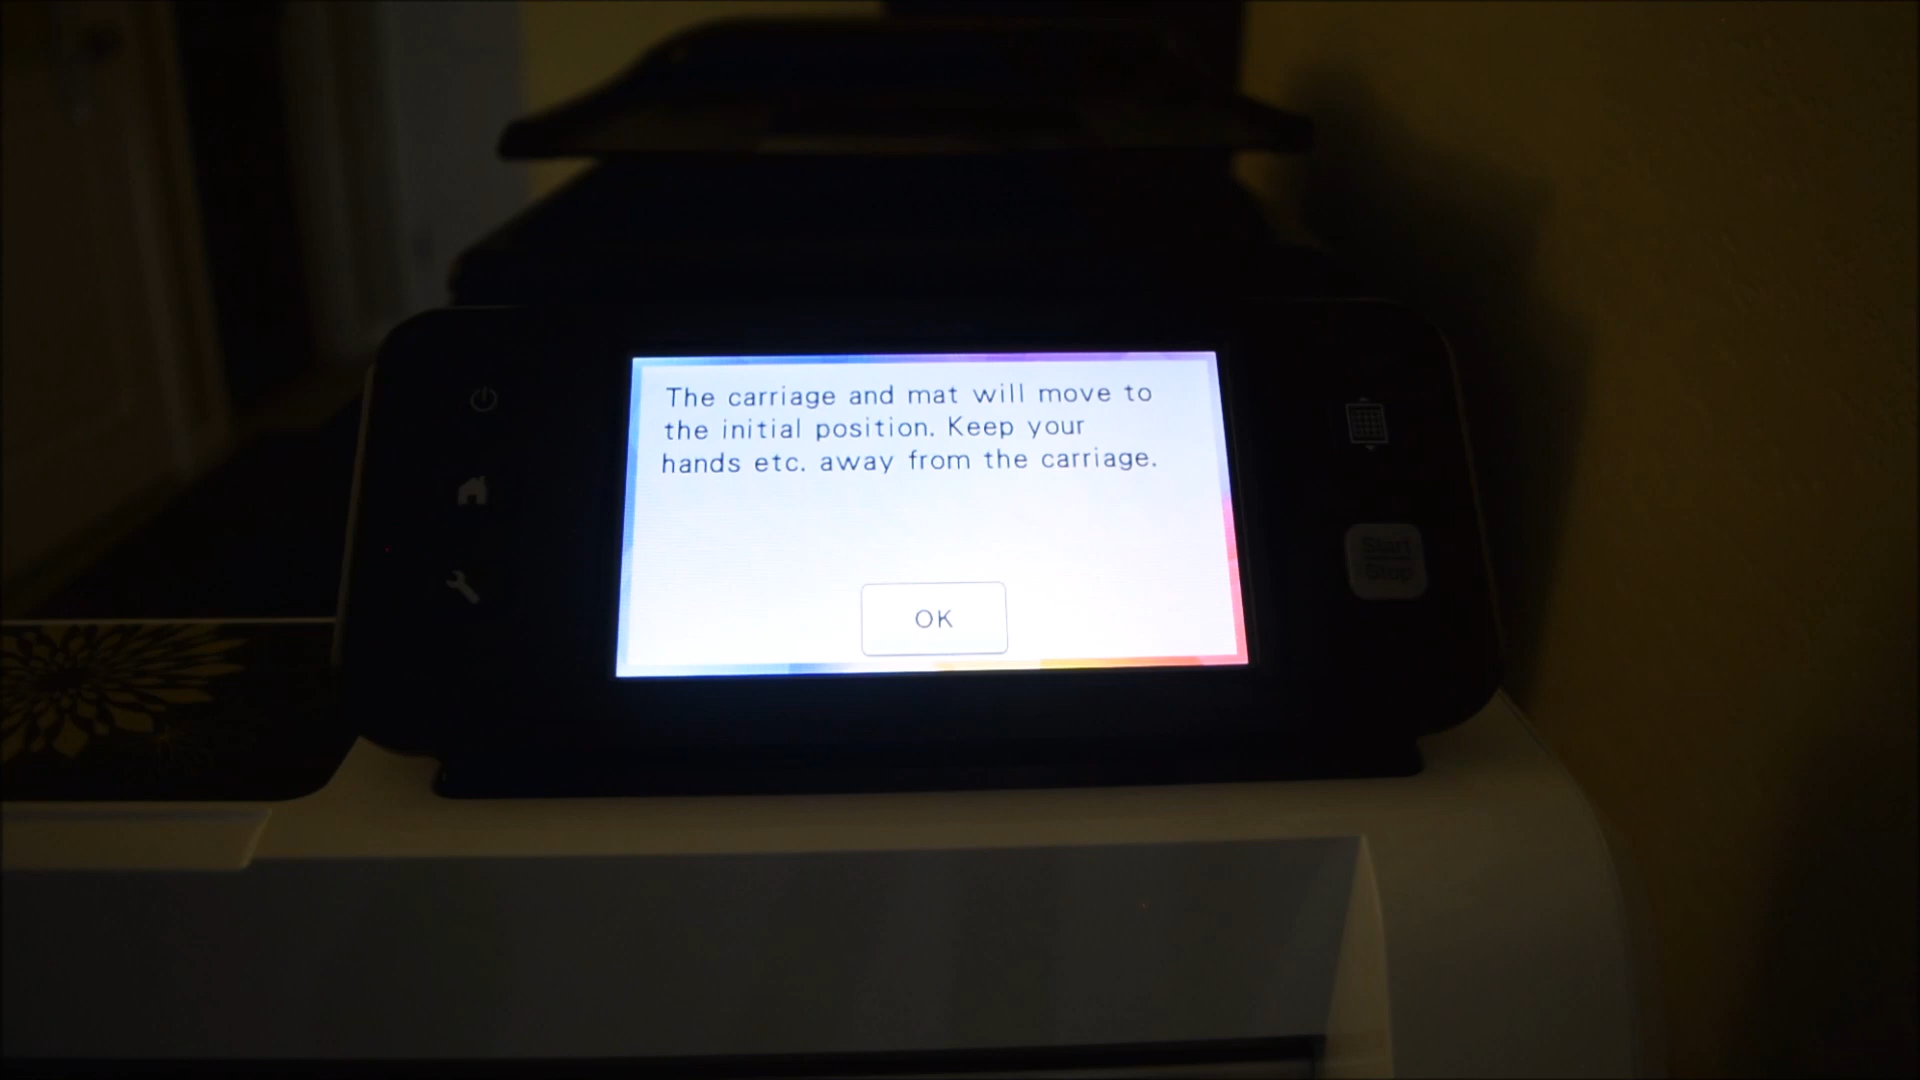 The carriage and mat will move to
the initial position. Keep your
hands etc. away from the carriage.
OK
Start
Stop